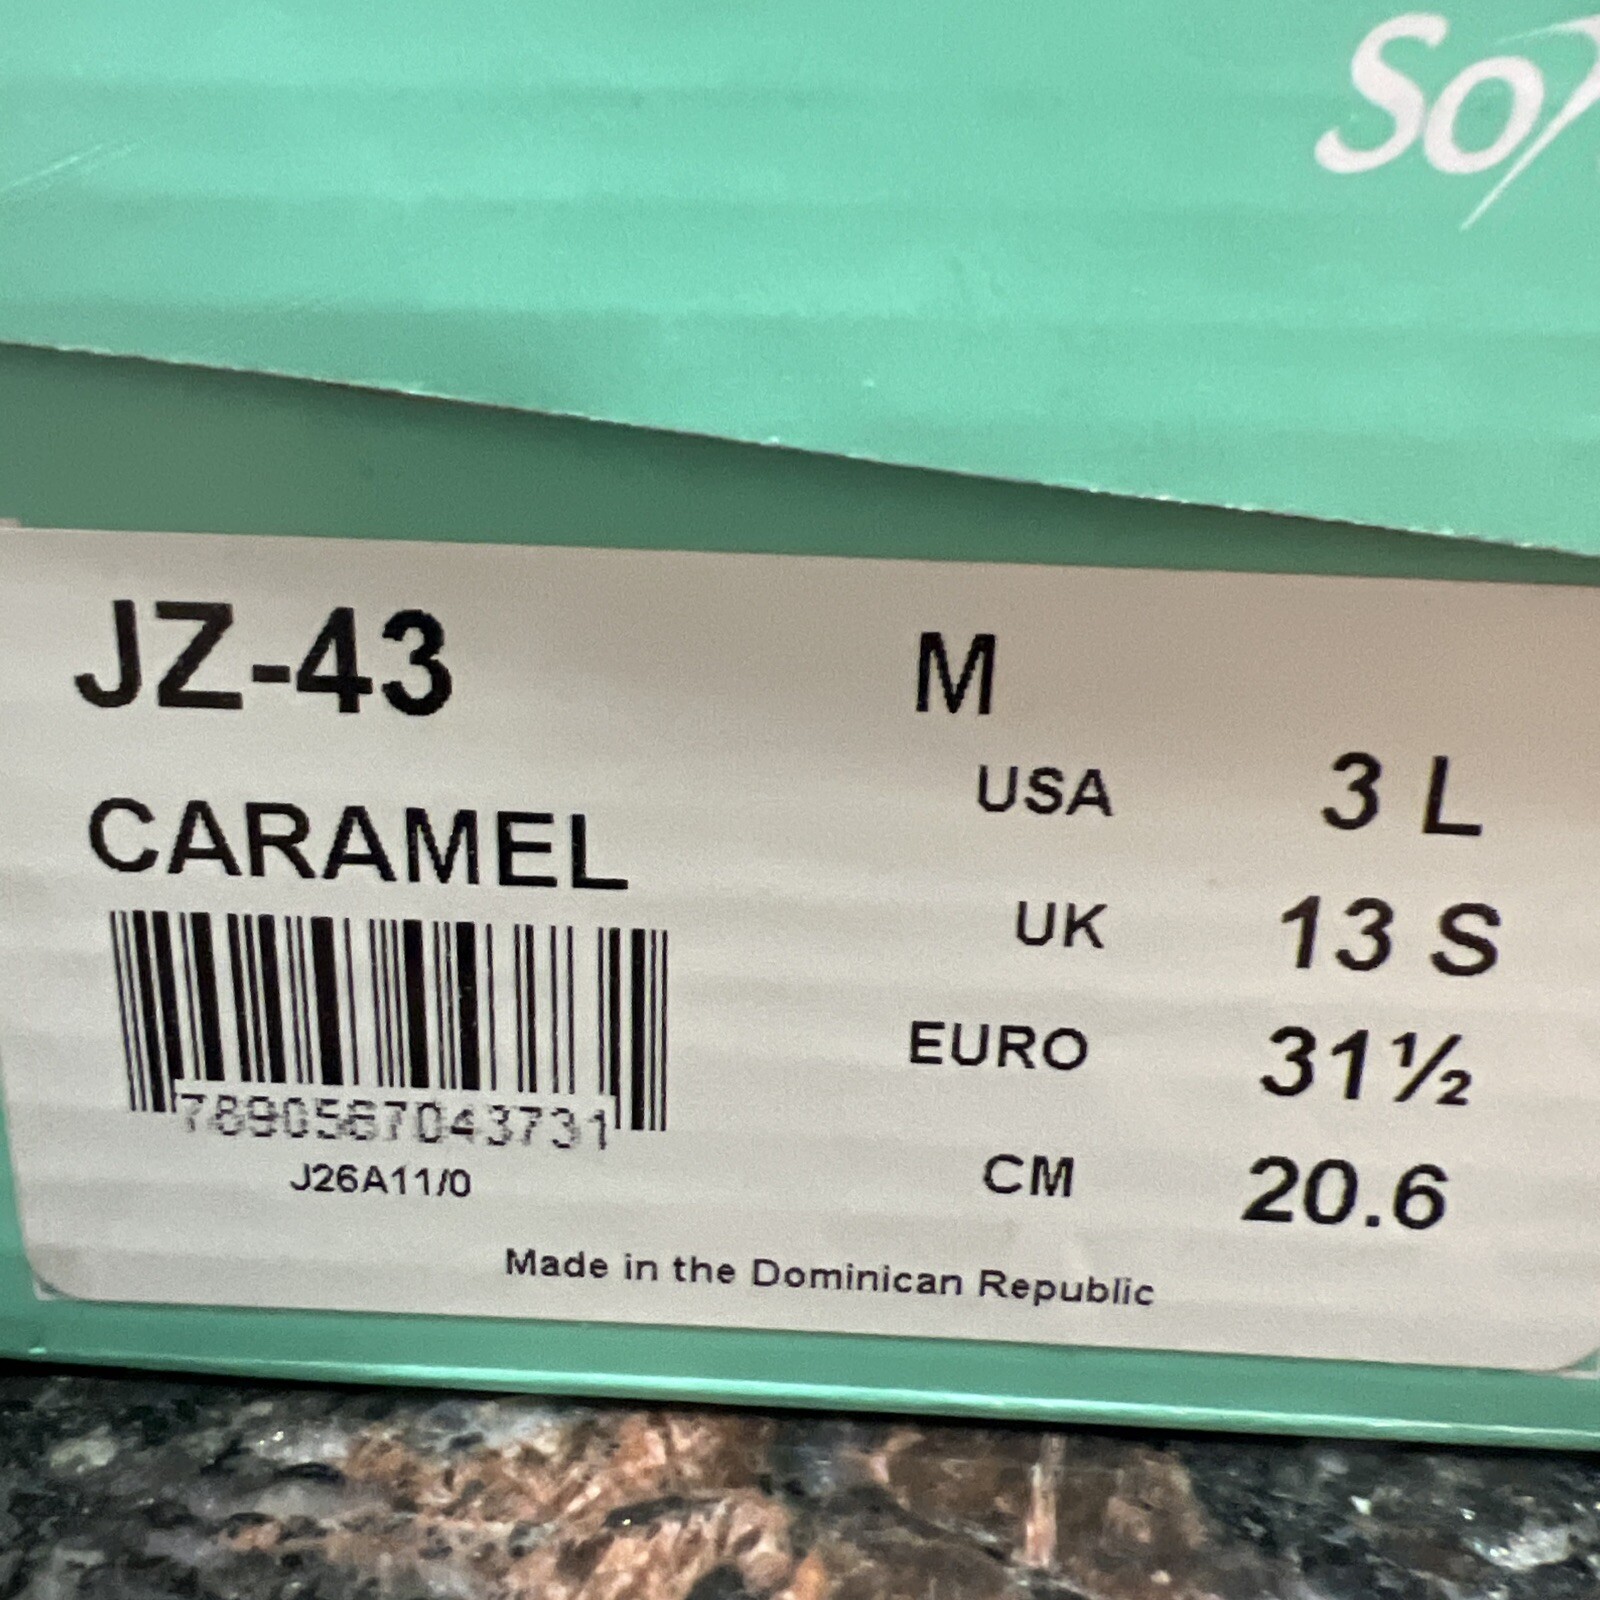 JZ-43 M
USA 3 L
CARAMEL
UK 13 S
EURO 31½
7890567043731
CM 20.6
J26A11/0
Made in the Dominican Republic